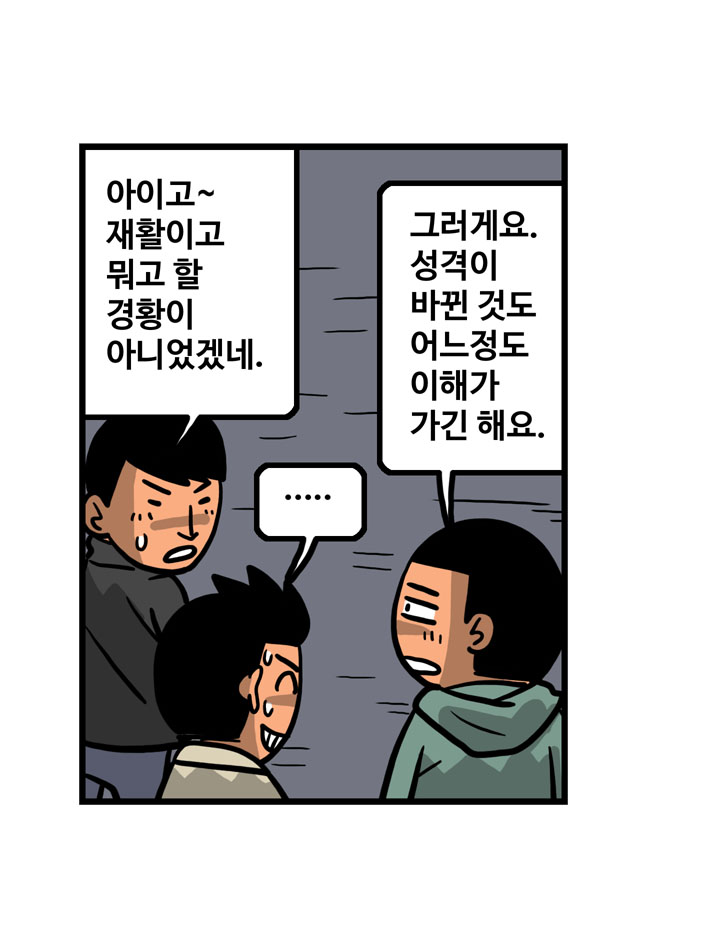 아이고~
재활이고
뭐고 할
경황이
아니었겠네.
그러게요.
성격이
바뀐 것도
어느정도
이해가
가긴 해요.
·····